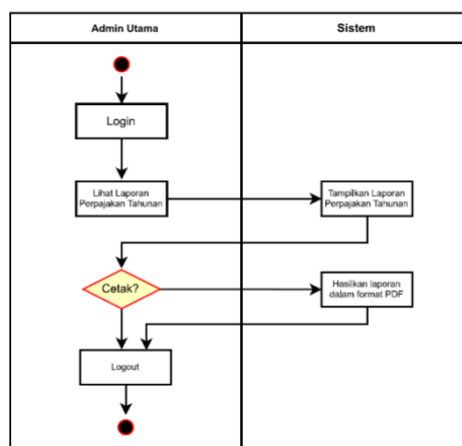 Admin Utama
Sistem
Login
Lihat Laporan
Perpajakan Tahunan
Tampilkan Laporan
Perpajakan Tahunan
Cetak?
Hasilkan laporan
dalam format PDF
Logout